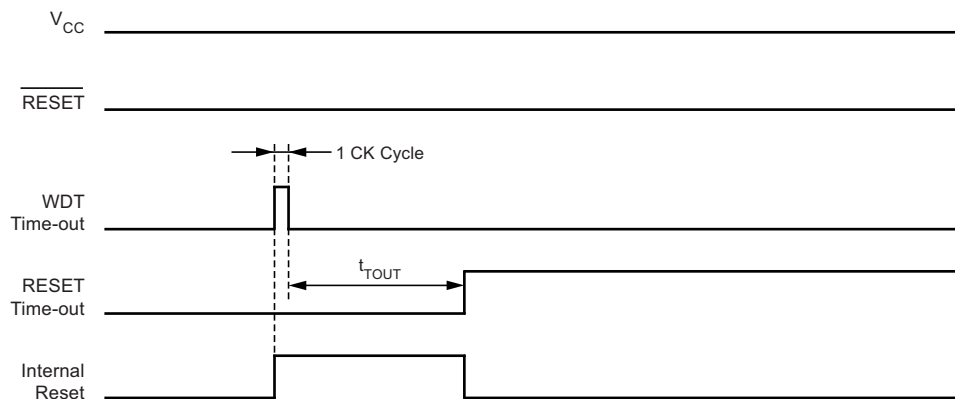 VCC
RESET
1 CK Cycle
WDT
Time-out
tTOUT
RESET
Time-out
Internal
Reset